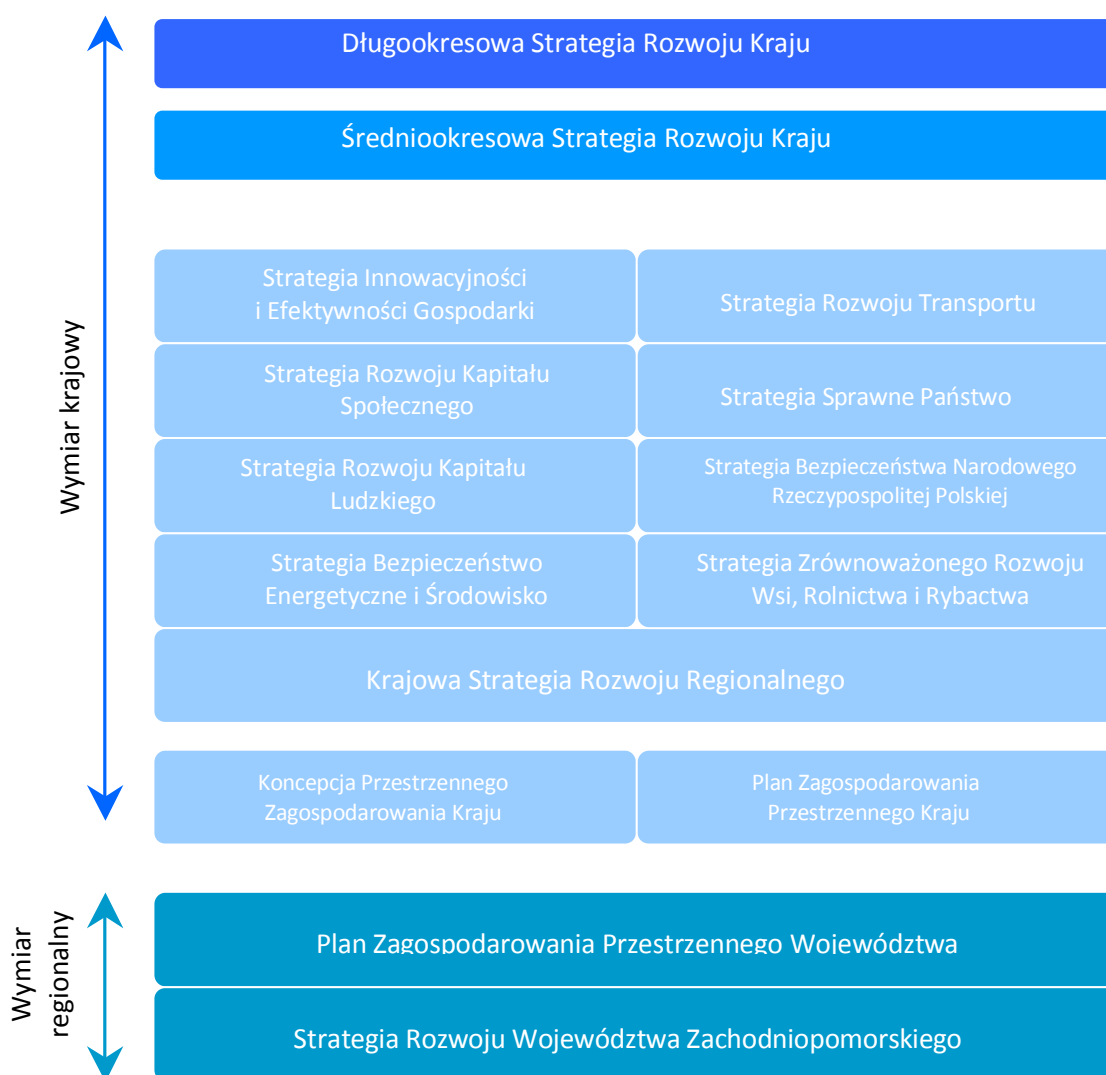 Długookresowa Strategia Rozwoju Kraju
Średniookresowa Strategia Rozwoju Kraju
Wymiar krajowy
Strategia Innowacyjności
i Efektywności Gospodarki
Strategia Rozwoju Transportu
Strategia Rozwoju Kapitału
Społecznego
Strategia Sprawne Państwo
Strategia Rozwoju Kapitału
Ludzkiego
Strategia Bezpieczeństwa Narodowego
Rzeczypospolitej Polskiej
Strategia Bezpieczeństwo
Energetyczne i Środowisko
Strategia Zrównoważonego Rozwoju
Wsi, Rolnictwa i Rybactwa
Krajowa Strategia Rozwoju Regionalnego
Koncepcja Przestrzennego
Zagospodarowania Kraju
Plan Zagospodarowania
Przestrzennego Kraju
Wymiar
regionalny
Plan Zagospodarowania Przestrzennego Województwa
Strategia Rozwoju Województwa Zachodniopomorskiego